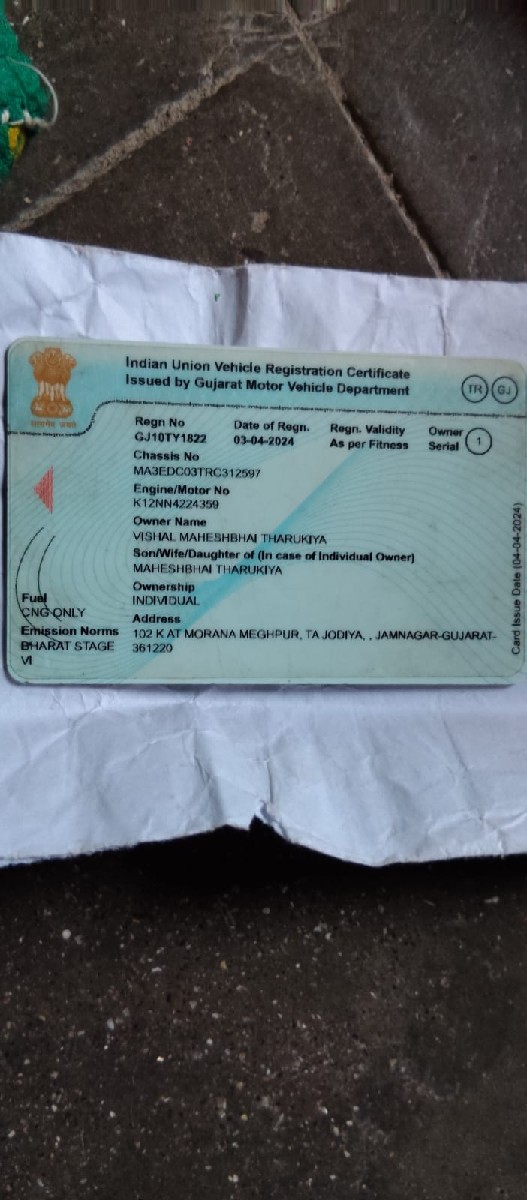 Indian Union Vehicle Registration Certificate
Issued by Gujarat Motor Vehicle Department
TR GJ
सत्यमेव जयते
Regn No Date of Regn. Regn. Validity Owner
GJ10TY1822 03-04-2024 As per Fitness Serial 1
Chassis No
MA3EDC03TRC312597
Engine/Motor No
K12NN4224359
Owner Name
VISHAL MAHESHBHAI THARUKIYA
Son/Wife/Daughter of (In case of Individual Owner)
MAHESHBHAI THARUKIYA
Ownership
INDIVIDUAL
Fuel
CNG-ONLY
Address
102 K AT MORANA MEGHPUR, TA JODIYA, , JAMNAGAR-GUJARAT-
361220
Emission Norms
BHARAT STAGE
VI
Card Issue Date (04-04-2024)